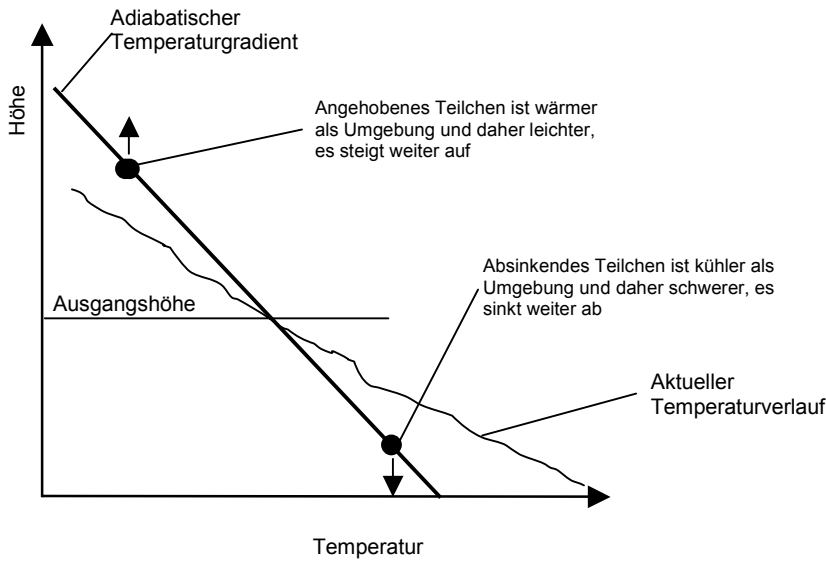 Adiabatischer
Temperaturgradient
Höhe
Angehobenes Teilchen ist wärmer
als Umgebung und daher leichter,
es steigt weiter auf
Absinkendes Teilchen ist kühler als
Umgebung und daher schwerer, es
sinkt weiter ab
Ausgangshöhe
Aktueller
Temperaturverlauf
Temperatur